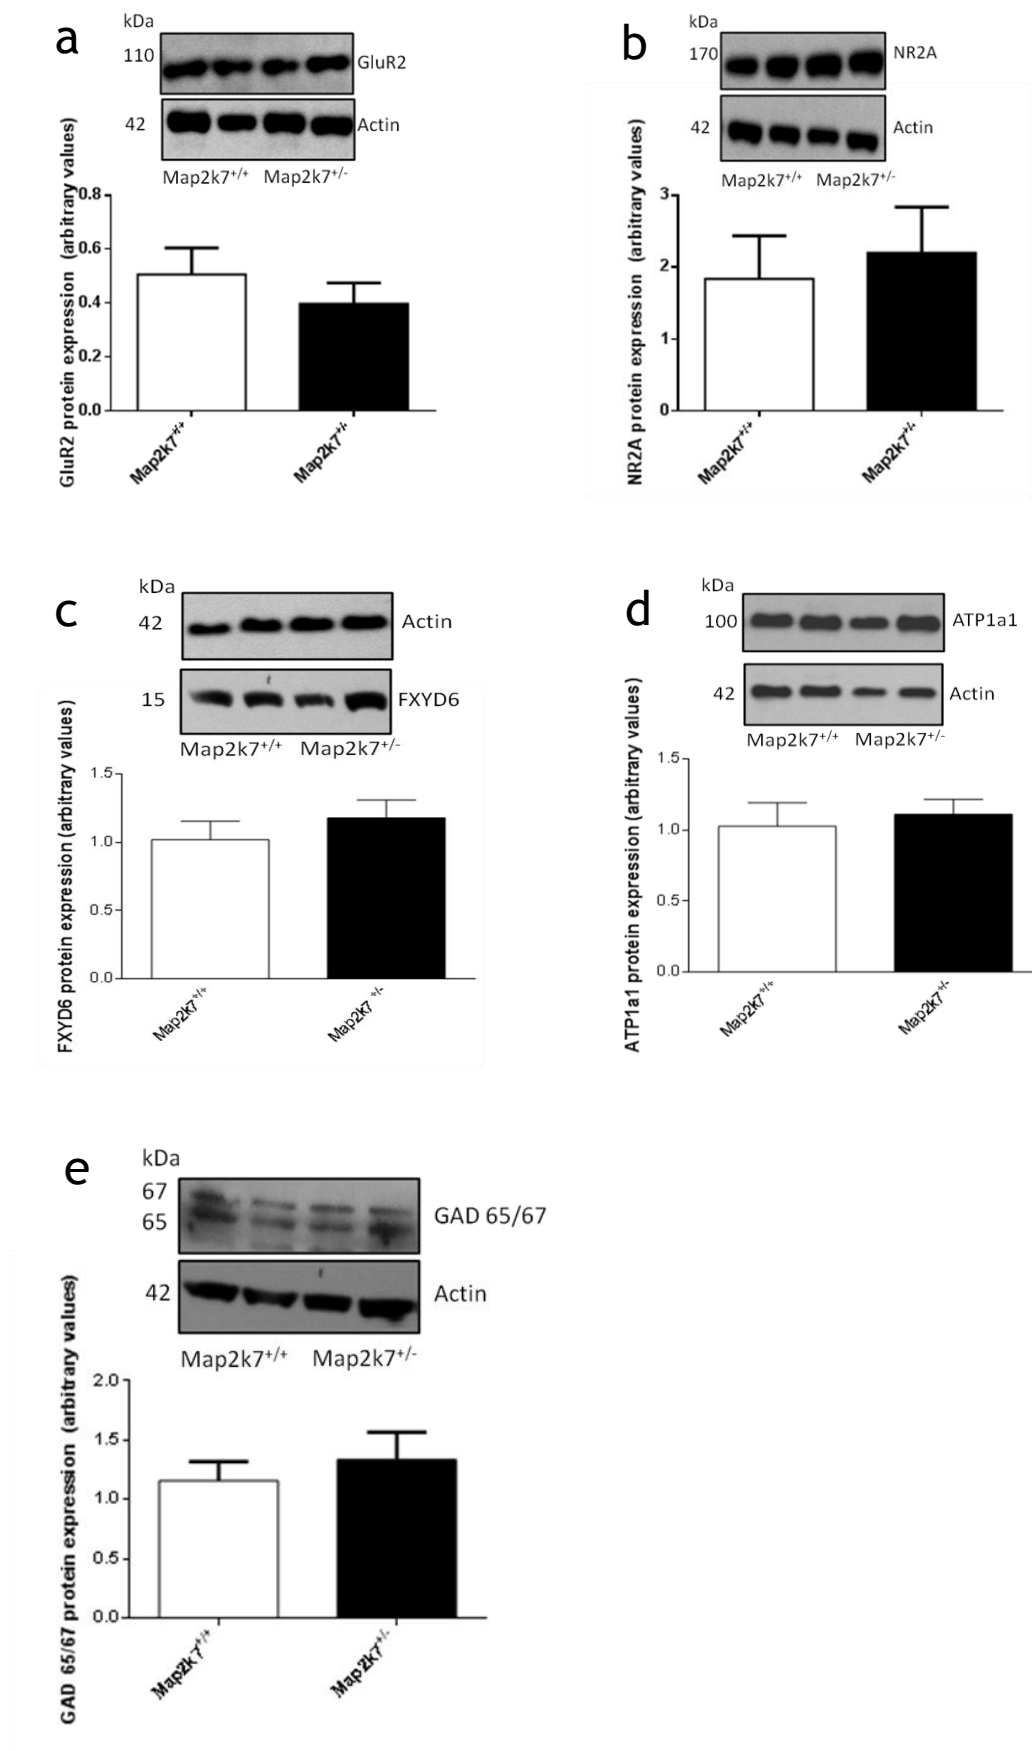 a
kDa
110
GluR2
42
Actin
Map2k7+/+ Map2k7+/-
GluR2 protein expression (arbitrary values)
0.8
0.6
0.4
0.2
0.0
Map2k7+/+
Map2k7+/-
b
kDa
170
NR2A
42
Actin
Map2k7+/+ Map2k7+/-
NR2A protein expression (arbitrary values)
3
2
1
0
Map2k7+/+
Map2k7+/-
c
kDa
42
Actin
15
FXYD6
Map2k7+/+ Map2k7+/-
FXYD6 protein expression (arbitrary values)
1.5
1.0
0.5
0.0
Map2k7+/+
Map2k7 +/-
d
kDa
100
ATP1a1
42
Actin
Map2k7+/+ Map2k7+/-
ATP1a1 protein expression (arbitrary values)
1.5
1.0
0.5
0.0
Map2k7+/+
Map2k7+/-
e
kDa
67
65
GAD 65/67
42
Actin
Map2k7+/+ Map2k7+/-
GAD 65/67 protein expression (arbitrary values)
2.0
1.5
1.0
0.5
0.0
Map2k7+/+
Map2k7+/-